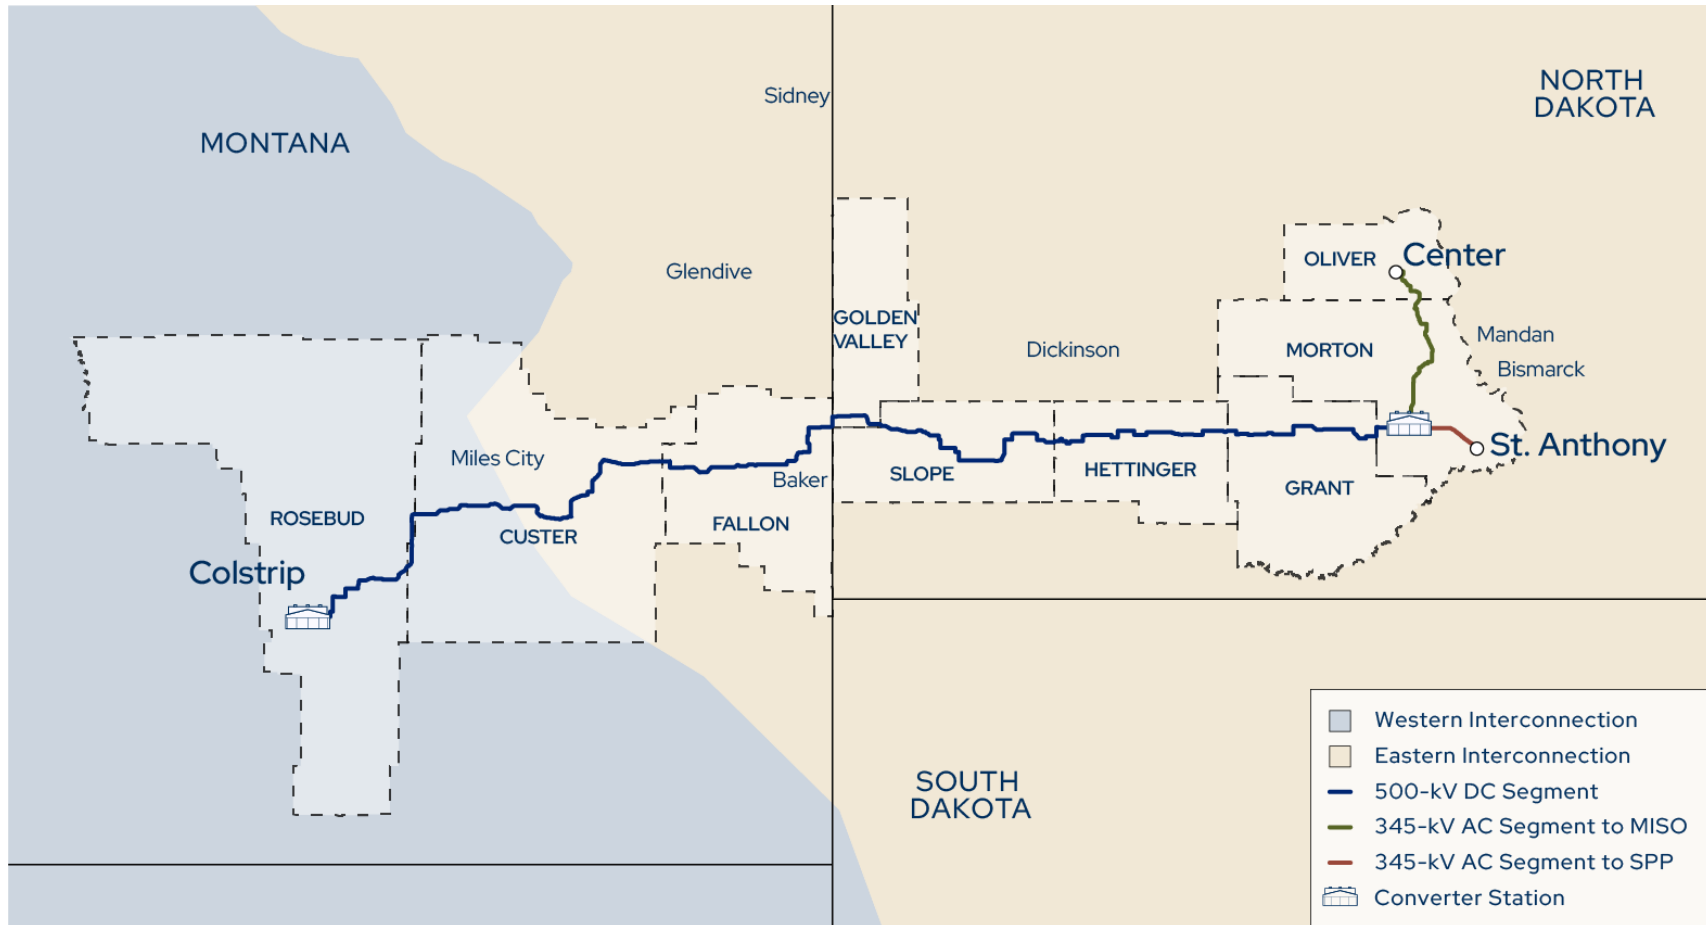 Sidney
NORTH
DAKOTA
MONTANA
OLIVER
Center
Glendive
GOLDEN
VALLEY
Dickinson
MORTON
Mandan
Bismarck
Miles City
Baker
SLOPE
HETTINGER
St. Anthony
GRANT
ROSEBUD
CUSTER
FALLON
Colstrip
SOUTH
DAKOTA
Western Interconnection
Eastern Interconnection
500-kV DC Segment
345-kV AC Segment to MISO
345-kV AC Segment to SPP
Converter Station